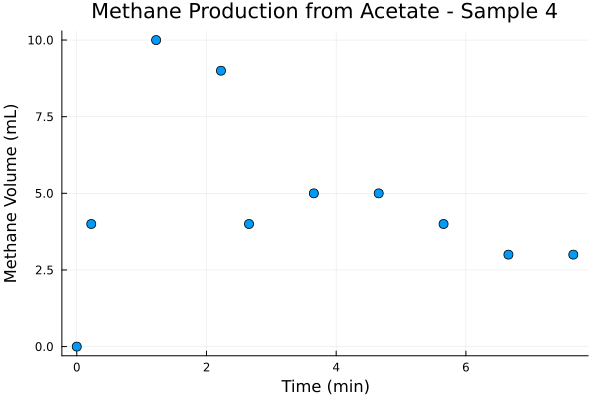 Methane Production from Acetate - Sample 4
10.0
7.5
5.0
2.5
0.0
Methane Volume (mL)
0 2 4 6
Time (min)